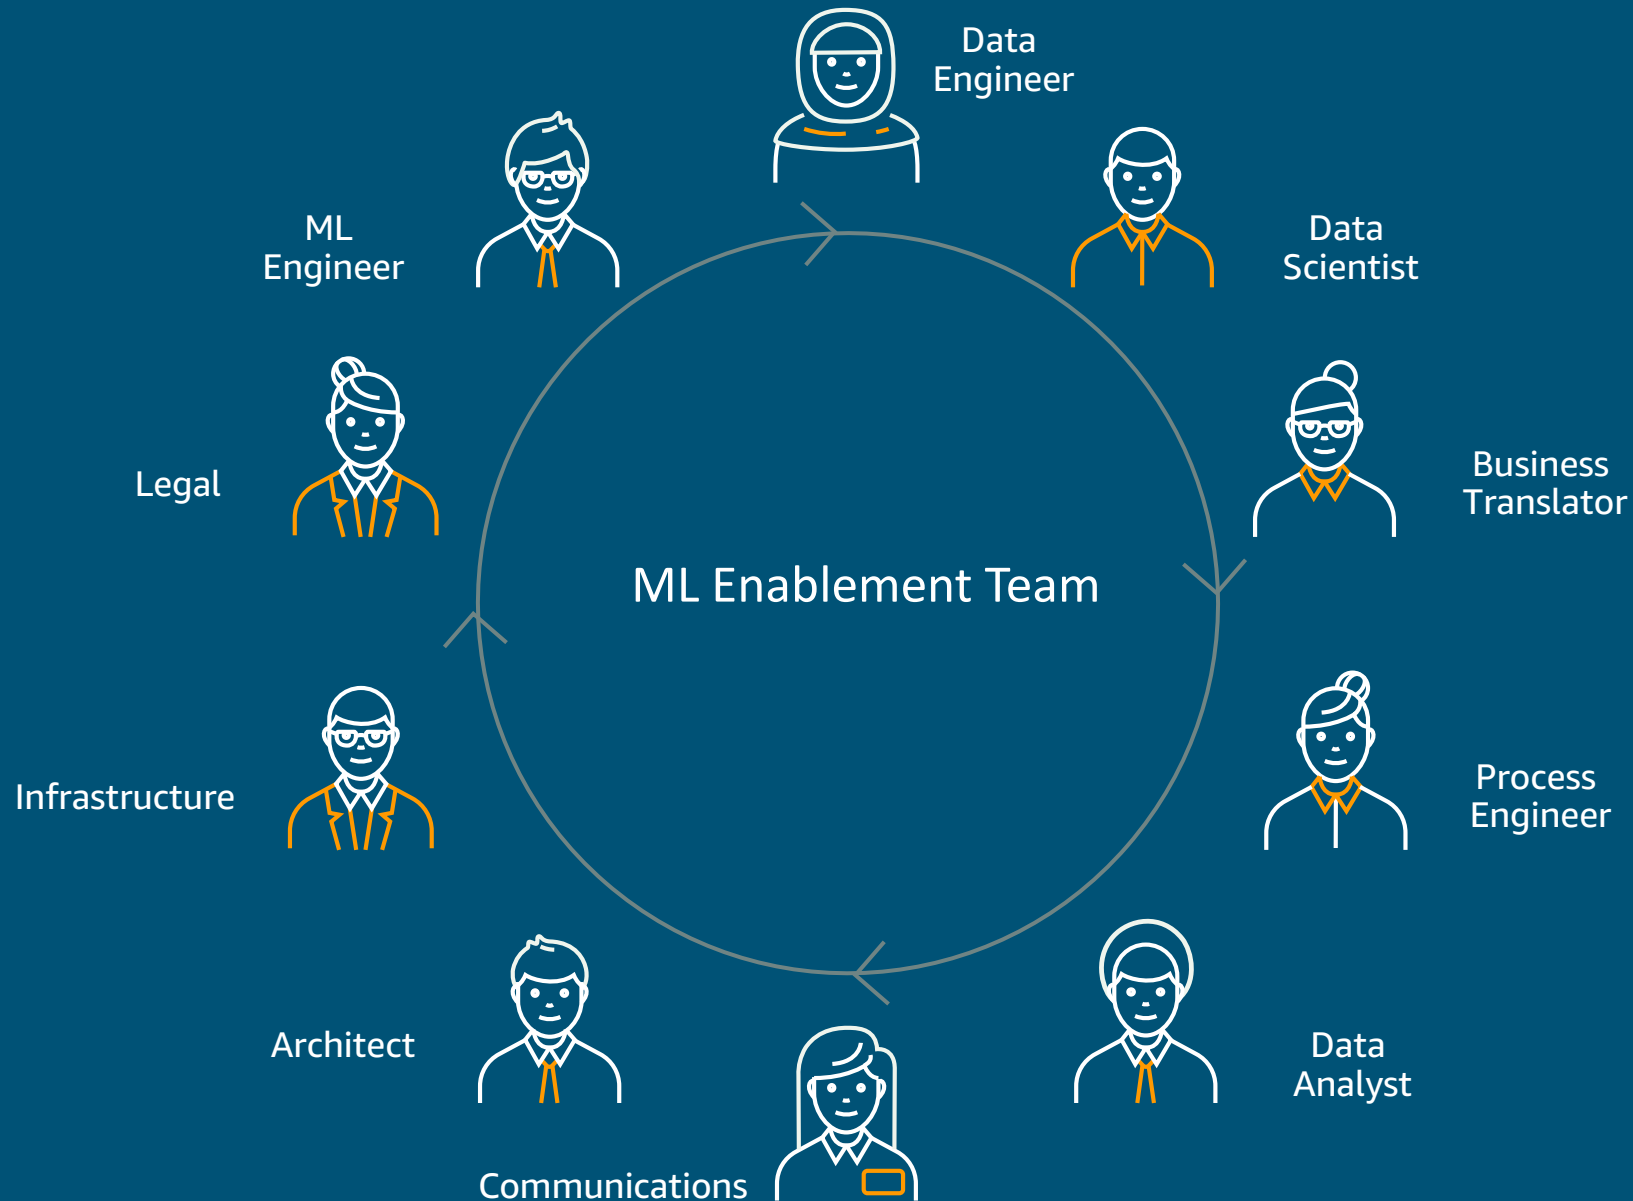 Data
Engineer
ML
Engineer
Data
Scientist
Legal
Business
Translator
ML Enablement Team
Infrastructure
Process
Engineer
Architect
Data
Analyst
Communications